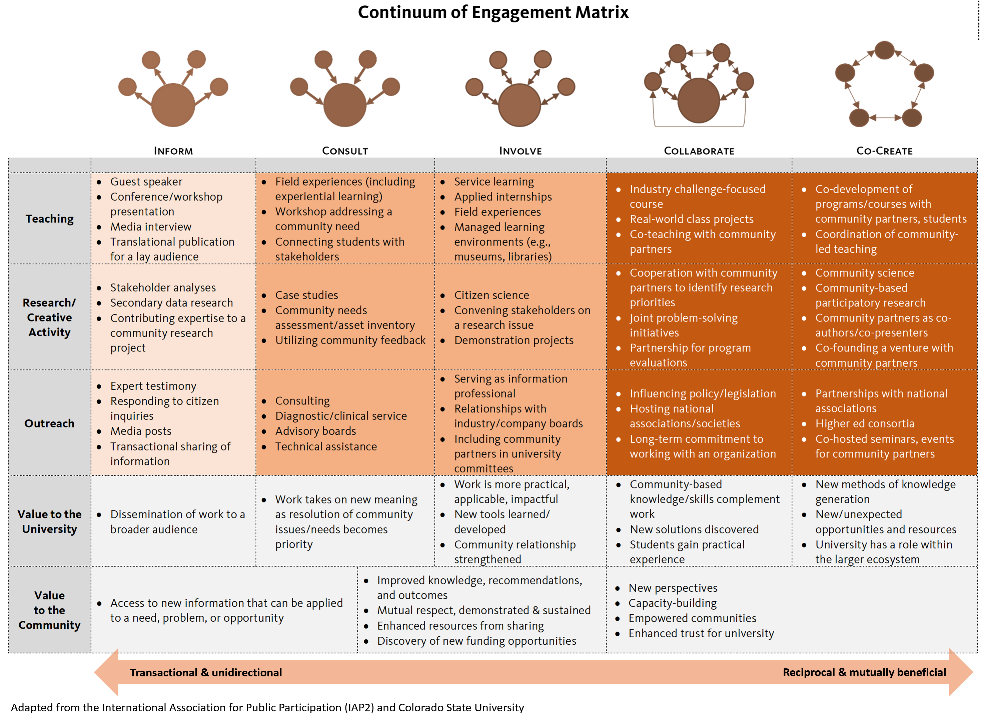 Continuum of Engagement Matrix
INFORM
CONSULT
INVOLVE
COLLABORATE
CO-CREATE
Teaching
• Guest speaker
• Conference/workshop
presentation
• Media interview
• Translational publication
for a lay audience
• Field experiences (including
experiential learning)
• Workshop addressing a
community need
• Connecting students with
stakeholders
• Service learning
• Applied internships
• Field experiences
• Managed learning
environments (e.g.,
museums, libraries)
• Industry challenge-focused
course
• Real-world class projects
• Co-teaching with community
partners
• Co-development of
programs/courses with
community partners, students
• Coordination of community-
led teaching
Research/
Creative
Activity
• Stakeholder analyses
• Secondary data research
• Contributing expertise to a
community research
project
• Case studies
• Community needs
assessment/asset inventory
• Utilizing community feedback
• Citizen science
• Convening stakeholders on
a research issue
• Demonstration projects
• Cooperation with community
partners to identify research
priorities
• Joint problem-solving
initiatives
• Partnership for program
evaluations
• Community science
• Community-based
participatory research
• Community partners as co-
authors/co-presenters
• Co-founding a venture with
community partners
Outreach
• Expert testimony
• Responding to citizen
inquiries
• Media posts
• Transactional sharing of
information
• Consulting
• Diagnostic/clinical service
• Advisory boards
• Technical assistance
• Serving as information
professional
• Relationships with
industry/company boards
• Including community
partners in university
committees
• Influencing policy/legislation
• Hosting national
associations/societies
• Long-term commitment to
working with an organization
• Partnerships with national
associations
• Higher ed consortia
• Co-hosted seminars, events
for community partners
Value to the
University
• Dissemination of work to a
broader audience
• Work takes on new meaning
as resolution of community
issues/needs becomes
priority
• Work is more practical,
applicable, impactful
• New tools learned/
developed
• Community relationship
strengthened
• Community-based
knowledge/skills complement
work
• New solutions discovered
• Students gain practical
experience
• New methods of knowledge
generation
• New/unexpected
opportunities and resources
• University has a role within
the larger ecosystem
Value
to the
Community
• Access to new information that can be applied
to a need, problem, or opportunity
• Improved knowledge, recommendations,
and outcomes
• Mutual respect, demonstrated & sustained
• Enhanced resources from sharing
• Discovery of new funding opportunities
• New perspectives
• Capacity-building
• Empowered communities
• Enhanced trust for university
Transactional & unidirectional
Reciprocal & mutually beneficial
Adapted from the International Association for Public Participation (IAP2) and Colorado State University